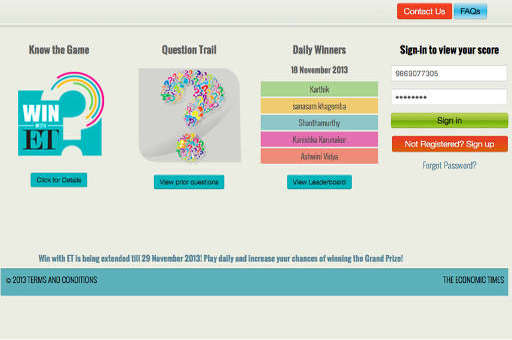 Contact Us
FAQs
Know the Game
Question Trail
Daily Winners
Sign-in to view your score
18 November 2013
9869077305
WIN
WITH
ET
Karthik
sanasam khagemba
Shanthamurthy
Kanishka Karunakar
Ashwini Vidya
********
Sign in
Not Registered? Sign up
Forget Password?
Click for Details
View prior questions
View Leaderboard
Win with ET is being extended till 29 November 2013! Play daily and increase your chances of winning the Grand Prize!
© 2013 TERMS AND CONDITIONS
THE ECONOMIC TIMES